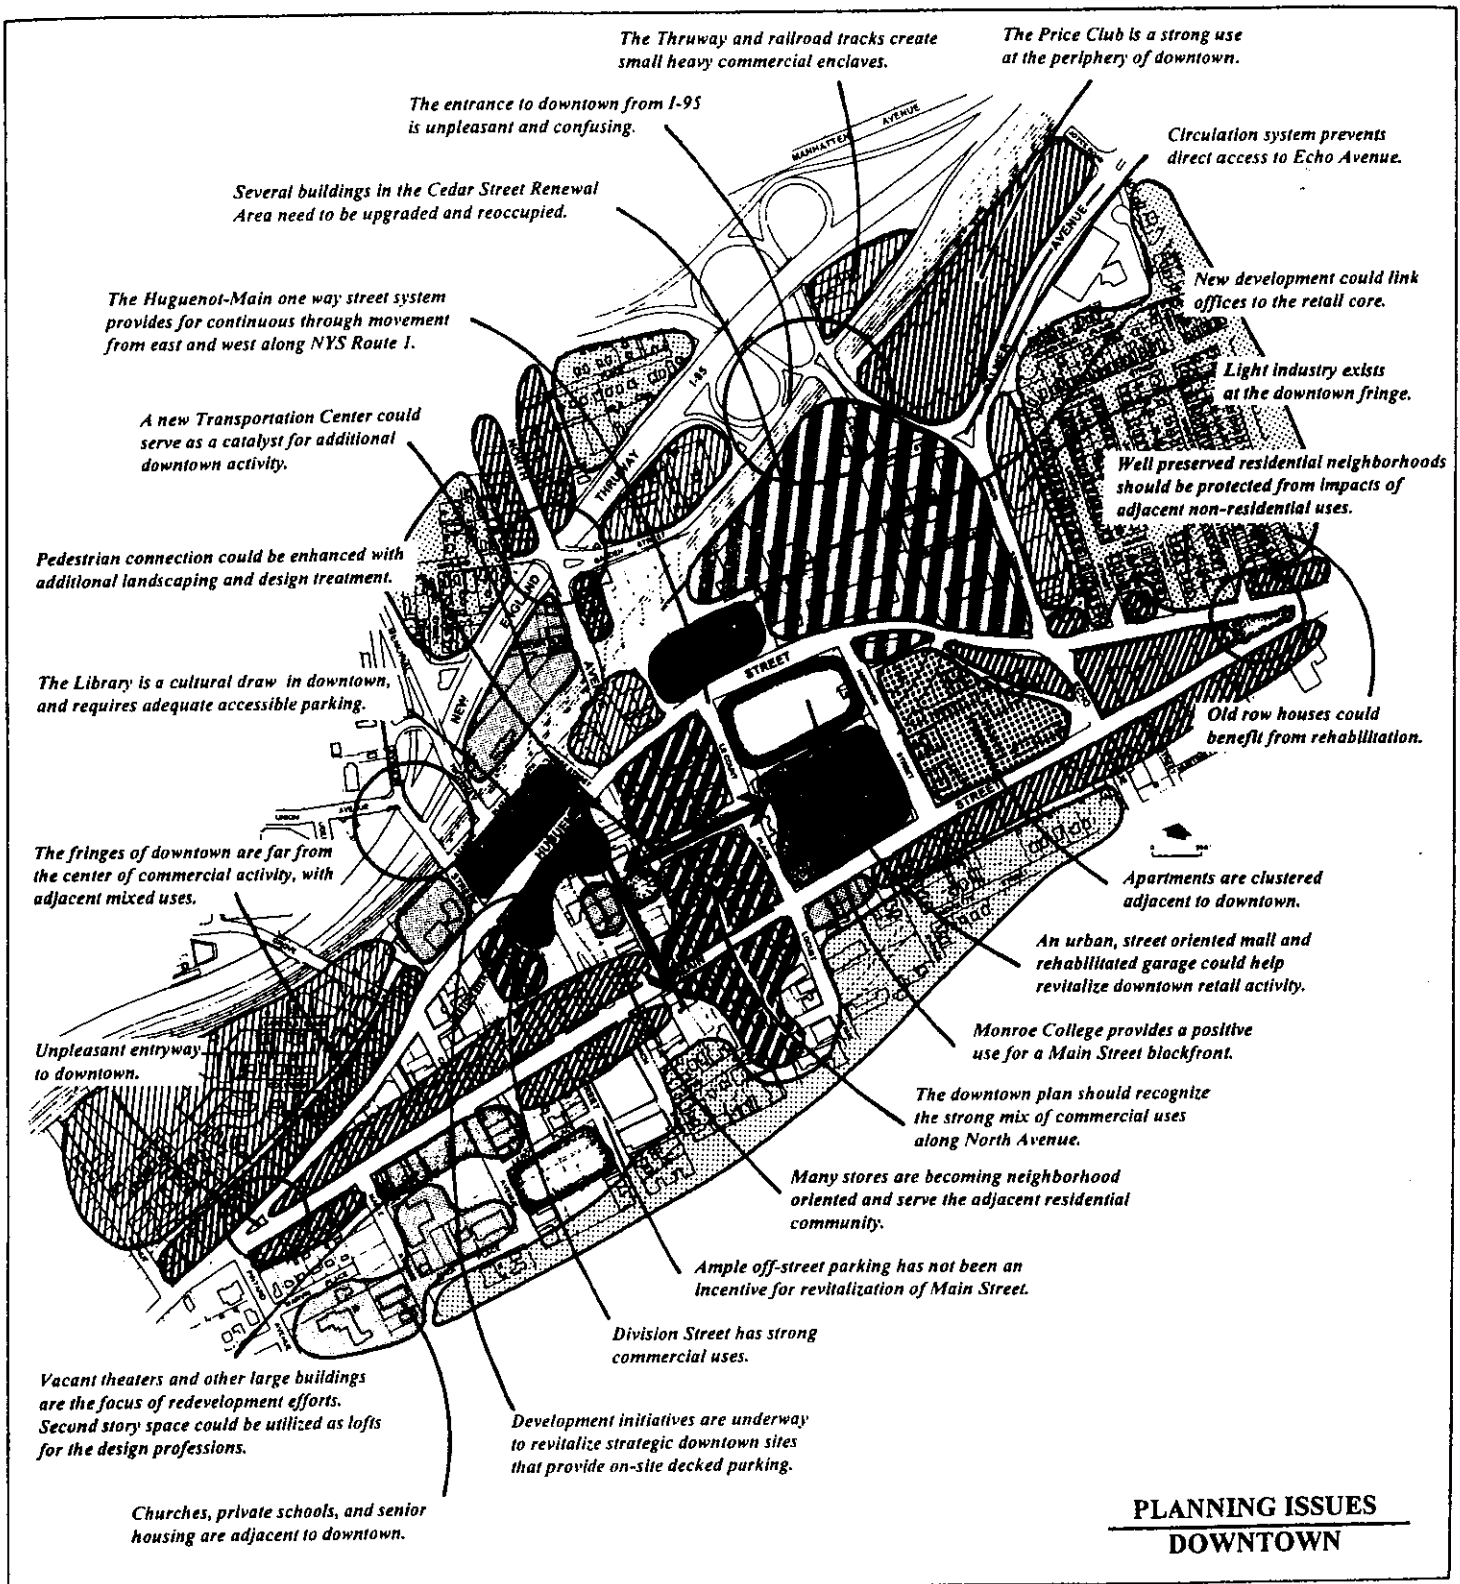 The Thruway and railroad tracks create
small heavy commercial enclaves.
The Price Club is a strong use
at the periphery of downtown.
The entrance to downtown from I-95
is unpleasant and confusing.
Circulation system prevents
direct access to Echo Avenue.
Several buildings in the Cedar Street Renewal
Area need to be upgraded and reoccupied.
New development could link
offices to the retail core.
The Huguenot-Main one way street system
provides for continuous through movement
from east and west along NYS Route 1.
Light industry exists
at the downtown fringe.
A new Transportation Center could
serve as a catalyst for additional
downtown activity.
Well preserved residential neighborhoods
should be protected from impacts of
adjacent non-residential uses.
Pedestrian connection could be enhanced with
additional landscaping and design treatment.
The Library is a cultural draw in downtown,
and requires adequate accessible parking.
Old row houses could
benefit from rehabilitation.
The fringes of downtown are far from
the center of commercial activity, with
adjacent mixed uses.
Apartments are clustered
adjacent to downtown.
An urban, street oriented mall and
rehabilitated garage could help
revitalize downtown retail activity.
Unpleasant entryway
to downtown.
Monroe College provides a positive
use for a Main Street blockfront.
The downtown plan should recognize
the strong mix of commercial uses
along North Avenue.
Many stores are becoming neighborhood
oriented and serve the adjacent residential
community.
Ample off-street parking has not been an
incentive for revitalization of Main Street.
Division Street has strong
commercial uses.
Vacant theaters and other large buildings
are the focus of redevelopment efforts.
Second story space could be utilized as lofts
for the design professions.
Development initiatives are underway
to revitalize strategic downtown sites
that provide on-site decked parking.
Churches, private schools, and senior
housing are adjacent to downtown.
MANHATTEN AVENUE
AVENUE
I-95
THRUWAY
NORTH
ENGLAND
NEW
STREET
STREET
STREET
UNION AVENUE
PLANNING ISSUES
DOWNTOWN